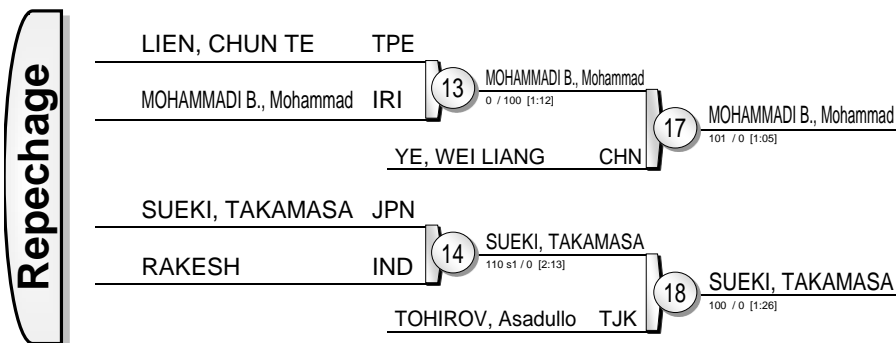 Repechage
LIEN, CHUN TE TPE
MOHAMMADI B., Mohammad IRI
13
MOHAMMADI B., Mohammad
0 / 100 [1:12]
YE, WEI LIANG CHN
17
MOHAMMADI B., Mohammad
101 / 0 [1:05]
SUEKI, TAKAMASA JPN
RAKESH IND
14
SUEKI, TAKAMASA
110 s1 / 0 [2:13]
TOHIROV, Asadullo TJK
18
SUEKI, TAKAMASA
100 / 0 [1:26]